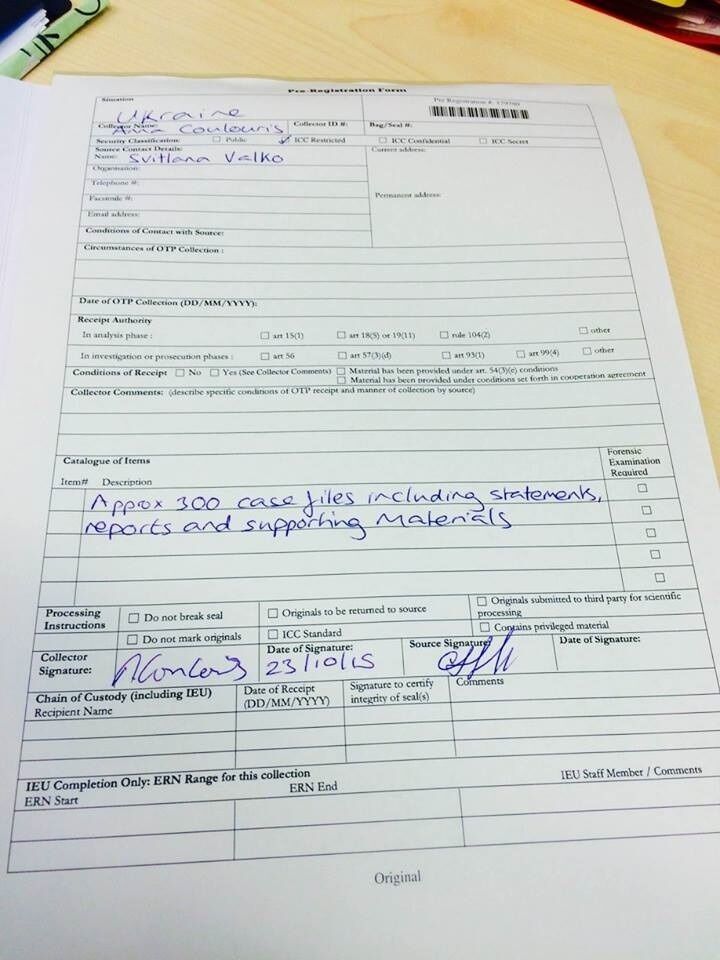 Pre-Registration Form
Situation
Ukraine
Pre Registration #:
Collector Name: Anna Coulouris Collector ID #: Bag/Seal #:
Security Classification: Public ICC Restricted ICC Confidential ICC Secret
Source Contact Details: Current address:
Name: Svitlana Valko
Organisation:
Telephone #:
Facsimile #: Permanent address:
Email address:
Conditions of Contact with Source:
Circumstances of OTP Collection :
Date of OTP Collection (DD/MM/YYYY):
Receipt Authority
In analysis phase : art 15(1) art 18(5) or 19(11) rule 104(2) other
In investigation or prosecution phases : art 56 art 57(3)(d) art 93(1) art 99(4) other
Conditions of Receipt No Yes (See Collector Comments) Material has been provided under art. 54(3)(e) conditions
Material has been provided under conditions set forth in cooperation agreement
Collector Comments: (describe specific conditions of OTP receipt and manner of collection by source)
Catalogue of Items Forensic Examination Required
Item# Description
Approx 300 case files including statements,
reports and supporting Materials
Processing Instructions Do not break seal Originals to be returned to source Originals submitted to third party for scientific processing
Do not mark originals ICC Standard Contains privileged material
Collector Signature: Date of Signature: Source Signature: Date of Signature:
23/10/15
Chain of Custody (including IEU) Date of Receipt (DD/MM/YYYY) Signature to certify integrity of seal(s) Comments
Recipient Name
IEU Completion Only: ERN Range for this collection IEU Staff Member / Comments
ERN Start ERN End
Original